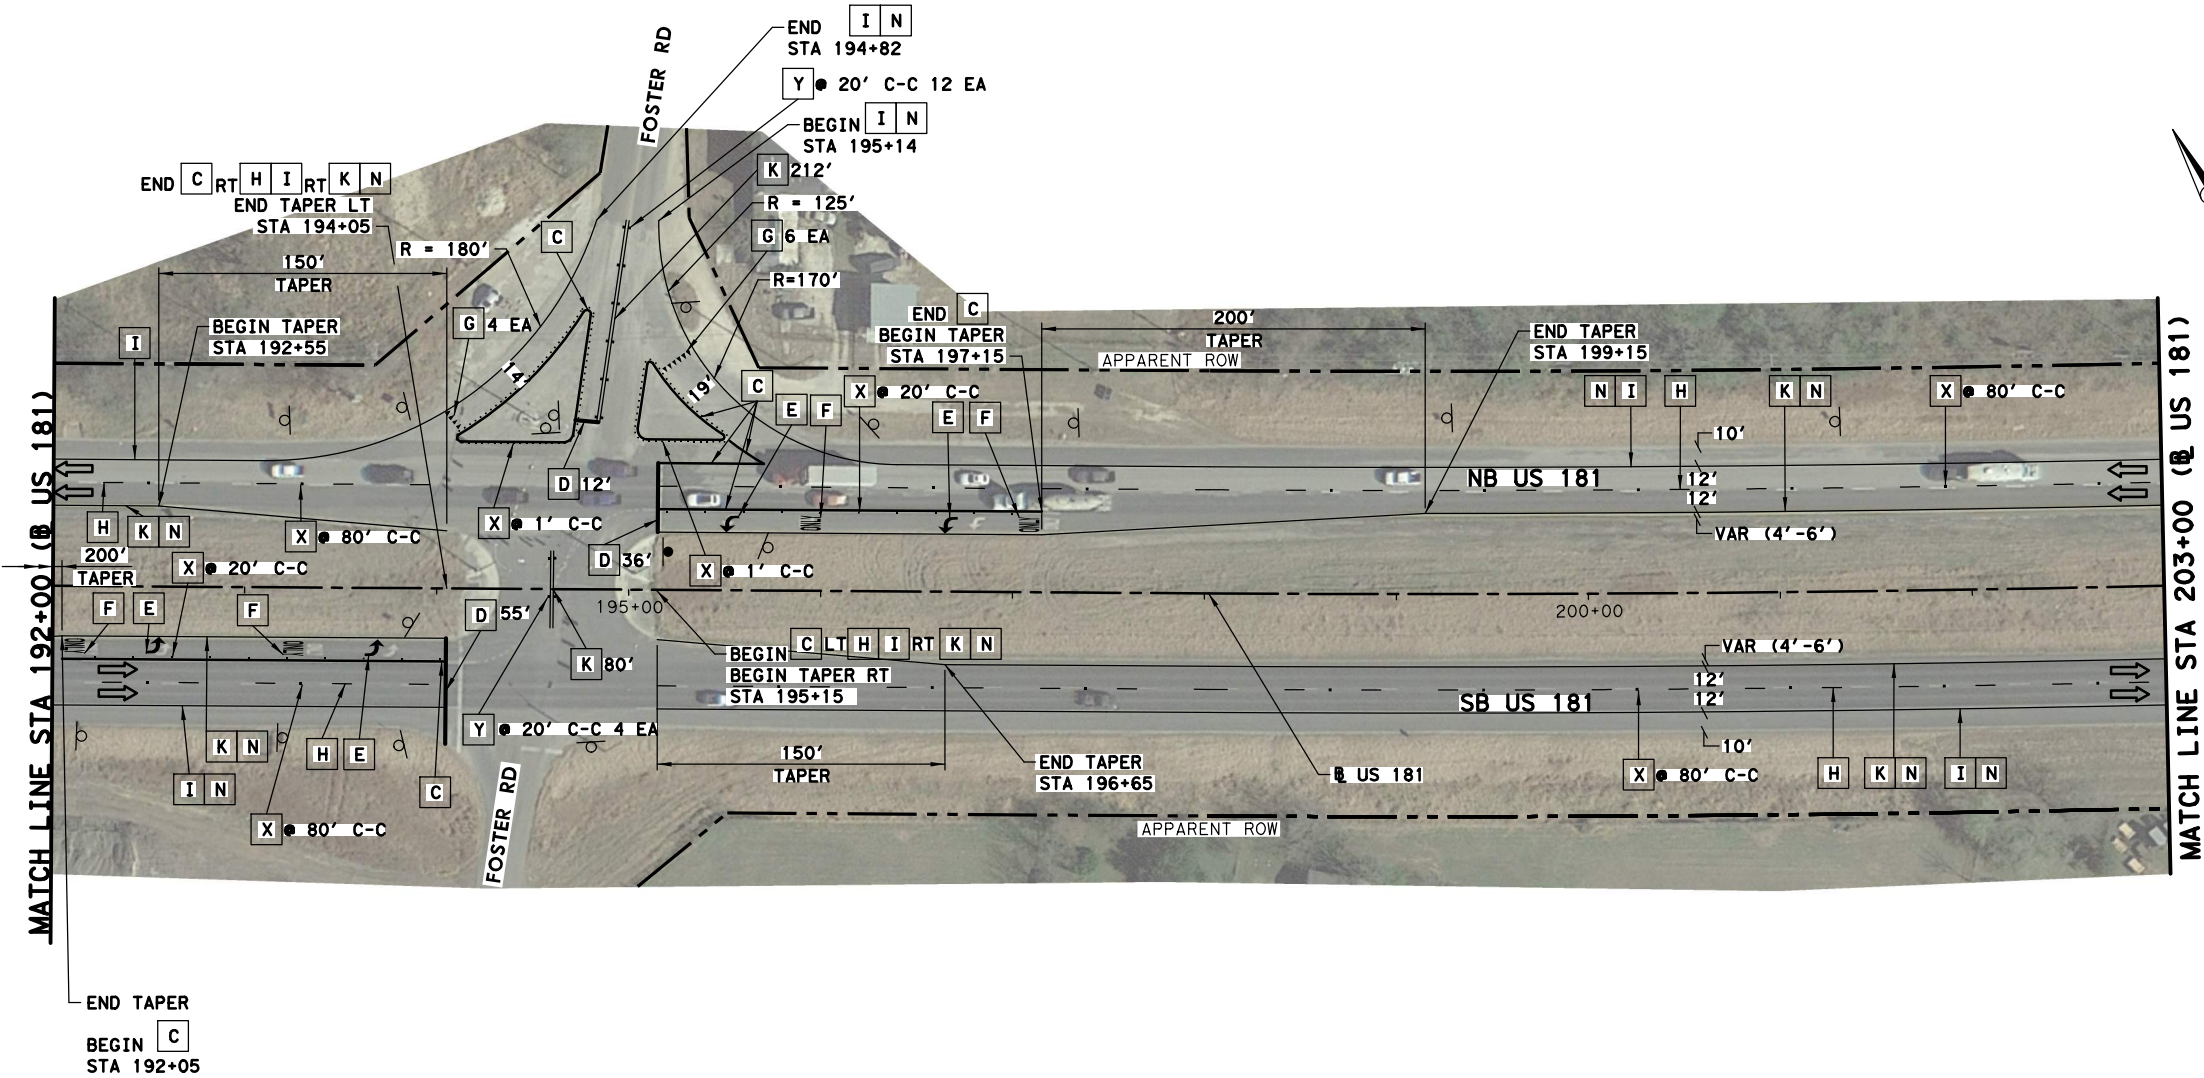 END I N
STA 194+82
Y @ 20' C-C 12 EA
BEGIN I N
STA 195+14
K 212'
R = 125'
G 6 EA
R=170'
FOSTER RD
END C RT H I RT K N
END TAPER LT
STA 194+05
R = 180'
C
150'
TAPER
G 4 EA
BEGIN TAPER
STA 192+55
I
14'
19'
C
E F
X @ 20' C-C
E F
END C
BEGIN TAPER
STA 197+15
200'
TAPER
APPARENT ROW
END TAPER
STA 199+15
N I
H
K N
X @ 80' C-C
10'
12'
12'
VAR (4'-6')
NB US 181
D 12'
X @ 1' C-C
ONLY
ONLY
H
K N
X @ 80' C-C
D 36'
X @ 1' C-C
200'
TAPER
X @ 20' C-C
F E
F
D 55'
195+00
200+00
ONLY
ONLY
K 80'
BEGIN C LT H I RT K N
BEGIN TAPER RT
STA 195+15
VAR (4'-6')
12'
12'
10'
SB US 181
Y @ 20' C-C 4 EA
K N
H E
I N
C
X @ 80' C-C
FOSTER RD
150'
TAPER
END TAPER
STA 196+65
BL US 181
X @ 80' C-C
H
K N
I N
APPARENT ROW
MATCH LINE STA 192+00 (BL US 181)
MATCH LINE STA 203+00 (BL US 181)
END TAPER
BEGIN C
STA 192+05